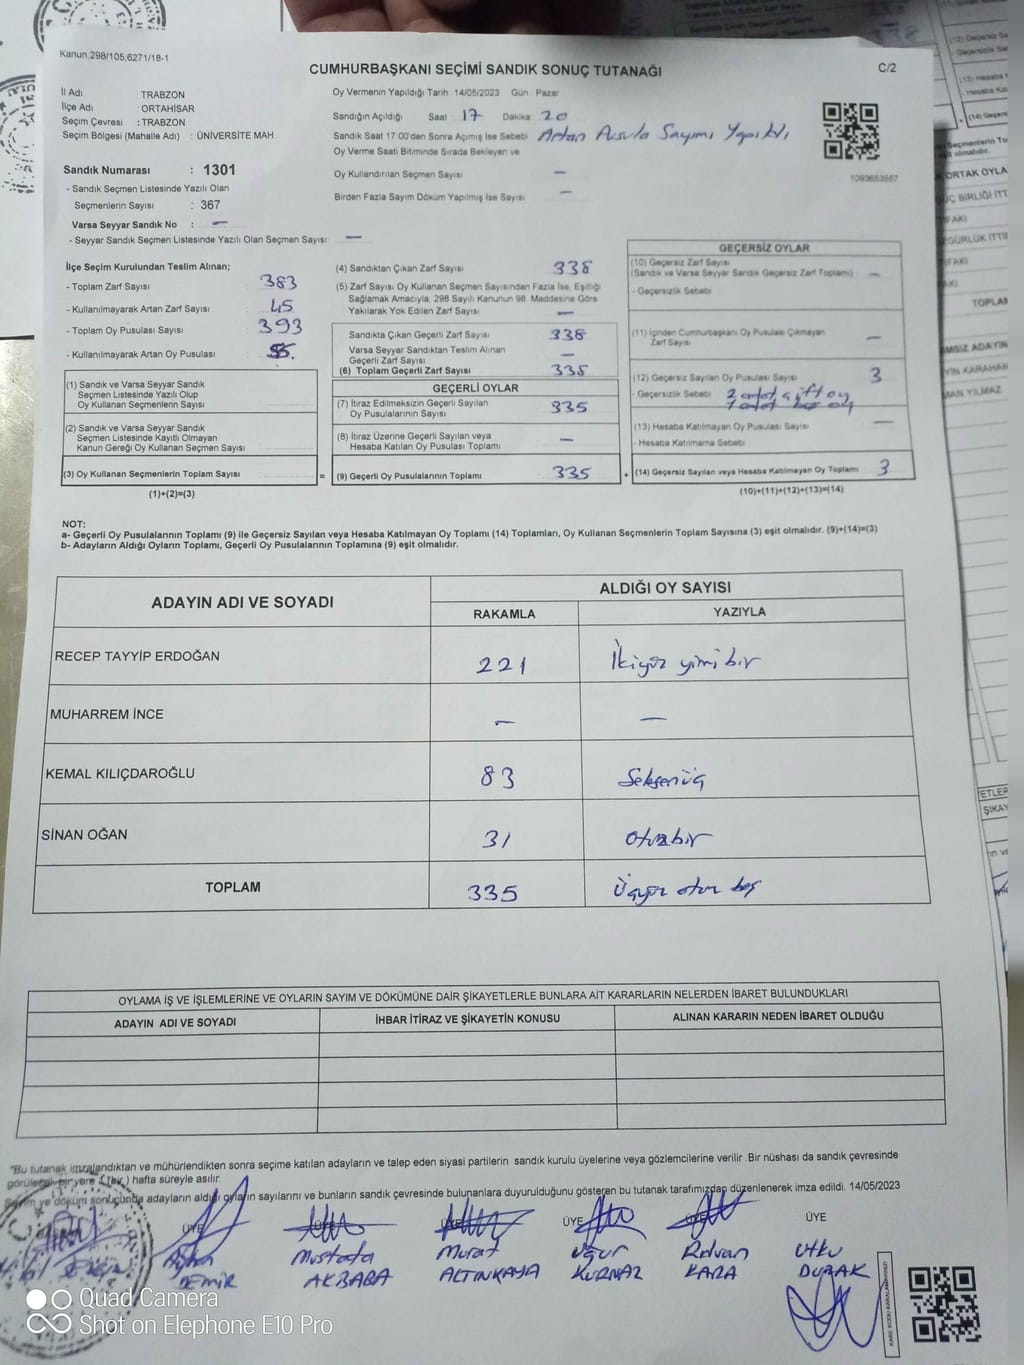 Kanun:298/105,6271/18-1
CUMHURBAŞKANI SEÇİMİ SANDIK SONUÇ TUTANAĞI
C/2
İl Adı TRABZON
İlçe Adı : ORTAHİSAR
Seçim Çevresi : TRABZON
Seçim Bölgesi (Mahalle Adı) : ÜNİVERSİTE MAH.
Oy Vermenin Yapıldığı Tarih 14/05/2023 Gün Pazar
Sandığın Açıldığı Saat 17 Dakika 20
Sandık Saat 17:00'den Sonra Açımış İse Sebebi Artan Pusula Sayımı Yapıldı
Oy Verme Saati Bitiminde Sırada Bekleyen ve
Oy Kullandırılan Seçmen Sayısı —
Birden Fazla Sayım Döküm Yapılmış İse Sayısı —
1093653557
Sandık Numarası : 1301
- Sandık Seçmen Listesinde Yazılı Olan
Seçmenlerin Sayısı : 367
Varsa Seyyar Sandık No : —
- Seyyar Sandık Seçmen Listesinde Yazılı Olan Seçmen Sayısı: —
İlçe Seçim Kurulundan Teslim Alınan;
- Toplam Zarf Sayısı 383
- Kullanılmayarak Artan Zarf Sayısı 45
- Toplam Oy Pusulası Sayısı 393
- Kullanılmayarak Artan Oy Pusulası 55.
(1) Sandık ve Varsa Seyyar Sandık
Seçmen Listesinde Yazılı Olup
Oy Kullanan Seçmenlerin Sayısı
(2) Sandık ve Varsa Seyyar Sandık
Seçmen Listesinde Kayıtlı Olmayan
Kanun Gereği Oy Kullanan Seçmen Sayısı
(3) Oy Kullanan Seçmenlerin Toplam Sayısı =
(1)+(2)=(3)
(4) Sandıktan Çıkan Zarf Sayısı 338
(5) Zarf Sayısı Oy Kullanan Seçmen Sayısından Fazla İse, Eşitliği
Sağlamak Amacıyla, 298 Sayılı Kanunun 98. Maddesine Göre
Yakılarak Yok Edilen Zarf Sayısı —
Sandıkta Çıkan Geçerli Zarf Sayısı 338
Varsa Seyyar Sandıktan Teslim Alınan
Geçerli Zarf Sayısı —
(6) Toplam Geçerli Zarf Sayısı 338
GEÇERLİ OYLAR
(7) İtiraz Edilmeksizin Geçerli Sayılan
Oy Pusulalarının Sayısı 335
(8) İtiraz Üzerine Geçerli Sayılan veya
Hesaba Katılan Oy Pusulası Toplamı —
(9) Geçerli Oy Pusulalarının Toplamı 335 +
GEÇERSİZ OYLAR
(10) Geçersiz Zarf Sayısı
(Sandık ve Varsa Seyyar Sandık Geçersiz Zarf Toplamı) —
- Geçersizlik Sebebi
(11) İçinden Cumhurbaşkanı Oy Pusulası Çıkmayan
Zarf Sayısı —
(12) Geçersiz Sayılan Oy Pusulası Sayısı 3
- Geçersizlik Sebebi 2 adet çift oy
1 adet boş oy
(13) Hesaba Katılmayan Oy Pusulası Sayısı —
- Hesaba Katılmama Sebebi
(14) Geçersiz Sayılan veya Hesaba Katılmayan Oy Toplamı 3
(10)+(11)+(12)+(13)=(14)
NOT:
a- Geçerli Oy Pusulalarının Toplamı (9) ile Geçersiz Sayılan veya Hesaba Katılmayan Oy Toplamı (14) Toplamları, Oy Kullanan Seçmenlerin Toplam Sayısına (3) eşit olmalıdır. (9)+(14)=(3)
b- Adayların Aldığı Oyların Toplamı, Geçerli Oy Pusulalarının Toplamına (9) eşit olmalıdır.
ADAYIN ADI VE SOYADI ALDIĞI OY SAYISI
RAKAMLA YAZIYLA
RECEP TAYYİP ERDOĞAN 221 İkiyüz yirmi bir
MUHARREM İNCE — —
KEMAL KILIÇDAROĞLU 83 Seksenüç
SİNAN OĞAN 31 Otuzbir
TOPLAM 335 Üçyüz otuz beş
OYLAMA İŞ VE İŞLEMLERİNE VE OYLARIN SAYIM VE DÖKÜMÜNE DAİR ŞİKAYETLERLE BUNLARA AİT KARARLARIN NELERDEN İBARET BULUNDUKLARI
ADAYIN ADI VE SOYADI İHBAR İTİRAZ VE ŞİKAYETİN KONUSU ALINAN KARARIN NEDEN İBARET OLDUĞU
"Bu tutanak imzalandıktan ve mühürlendikten sonra seçime katılan adayların ve talep eden siyasi partilerin sandık kurulu üyelerine veya gözlemcilerine verilir. Bir nüshası da sandık çevresinde
görülecek bir yere 1 (bir) hafta süreyle asılır.
Sayım ve döküm sonuçunda adayların aldığı oyların sayılarını ve bunların sandık çevresinde bulunanlara duyurulduğunu gösteren bu tutanak tarafımızdan düzenlenerek imza edildi. 14/05/2023
ÜYE ÜYE ÜYE ÜYE ÜYE ÜYE
Mustafa Murat Uğur Rıdvan Utku
DEMİR AKBABA ALTINKAYA KURNAZ KARA DURAK
Quad Camera
Shot on Elephone E10 Pro